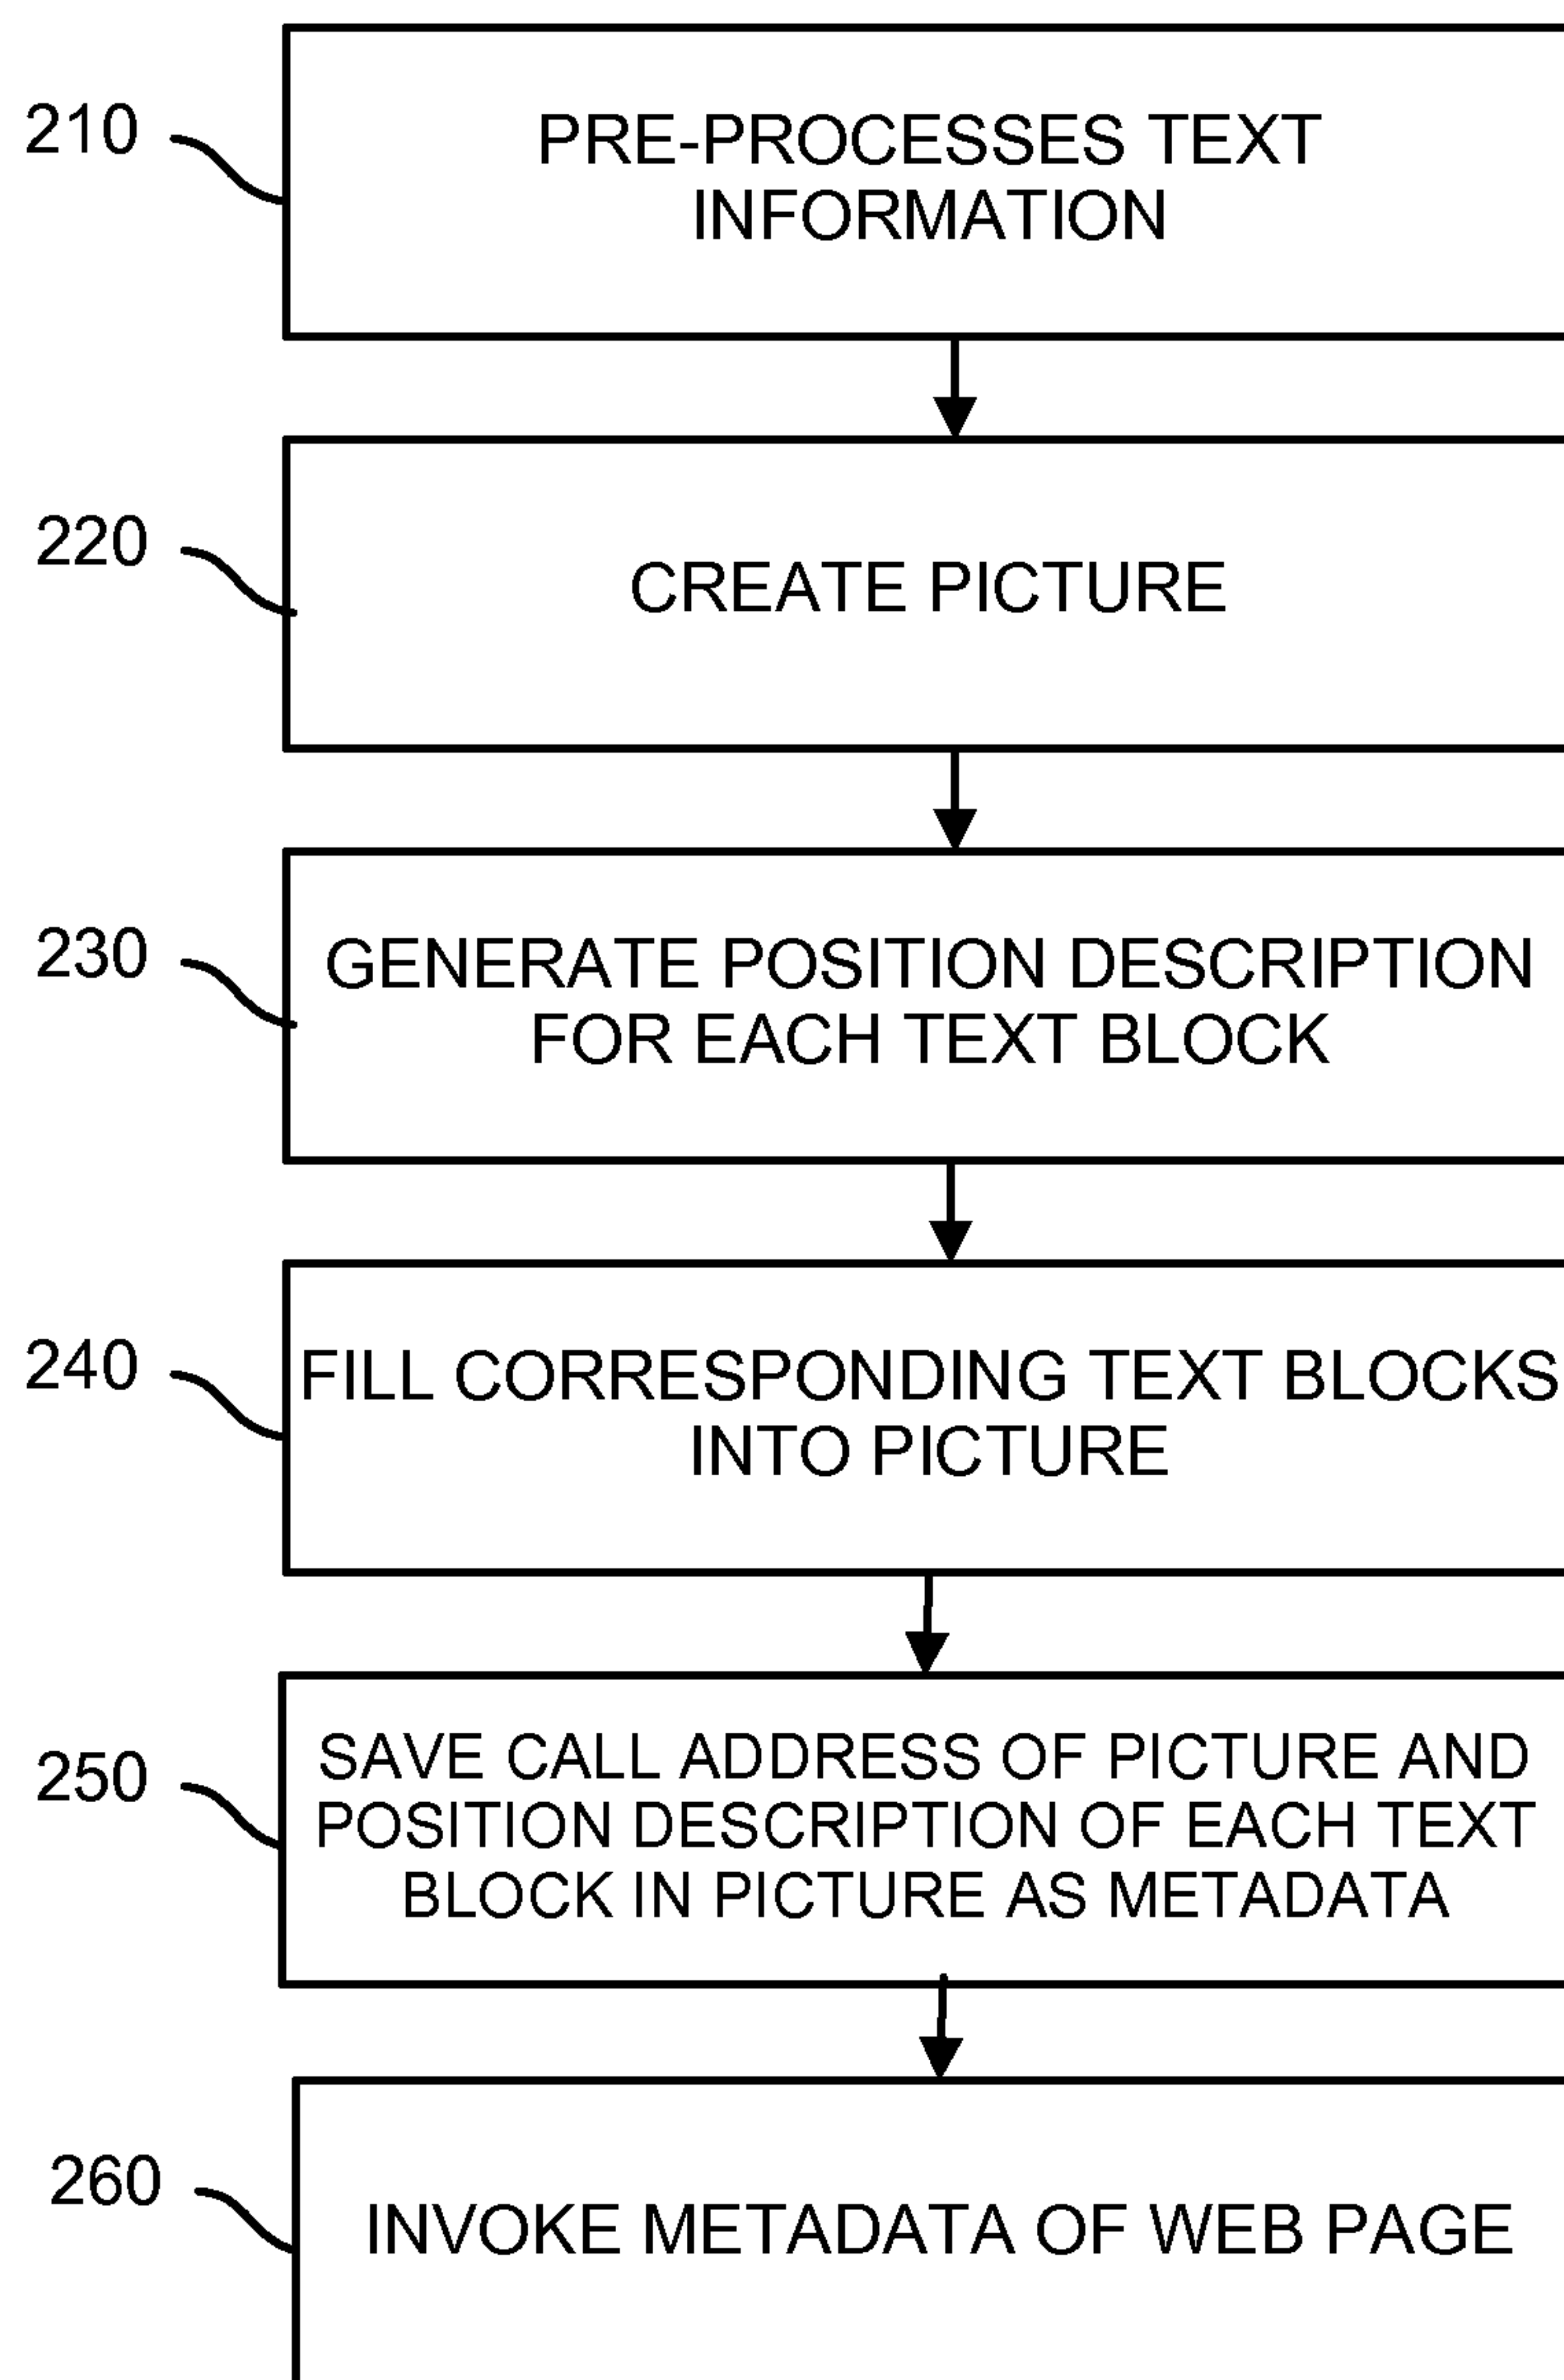 210
PRE-PROCESSES TEXT
INFORMATION
220
CREATE PICTURE
230
GENERATE POSITION DESCRIPTION
FOR EACH TEXT BLOCK
240
FILL CORRESPONDING TEXT BLOCKS
INTO PICTURE
250
SAVE CALL ADDRESS OF PICTURE AND
POSITION DESCRIPTION OF EACH TEXT
BLOCK IN PICTURE AS METADATA
260
INVOKE METADATA OF WEB PAGE